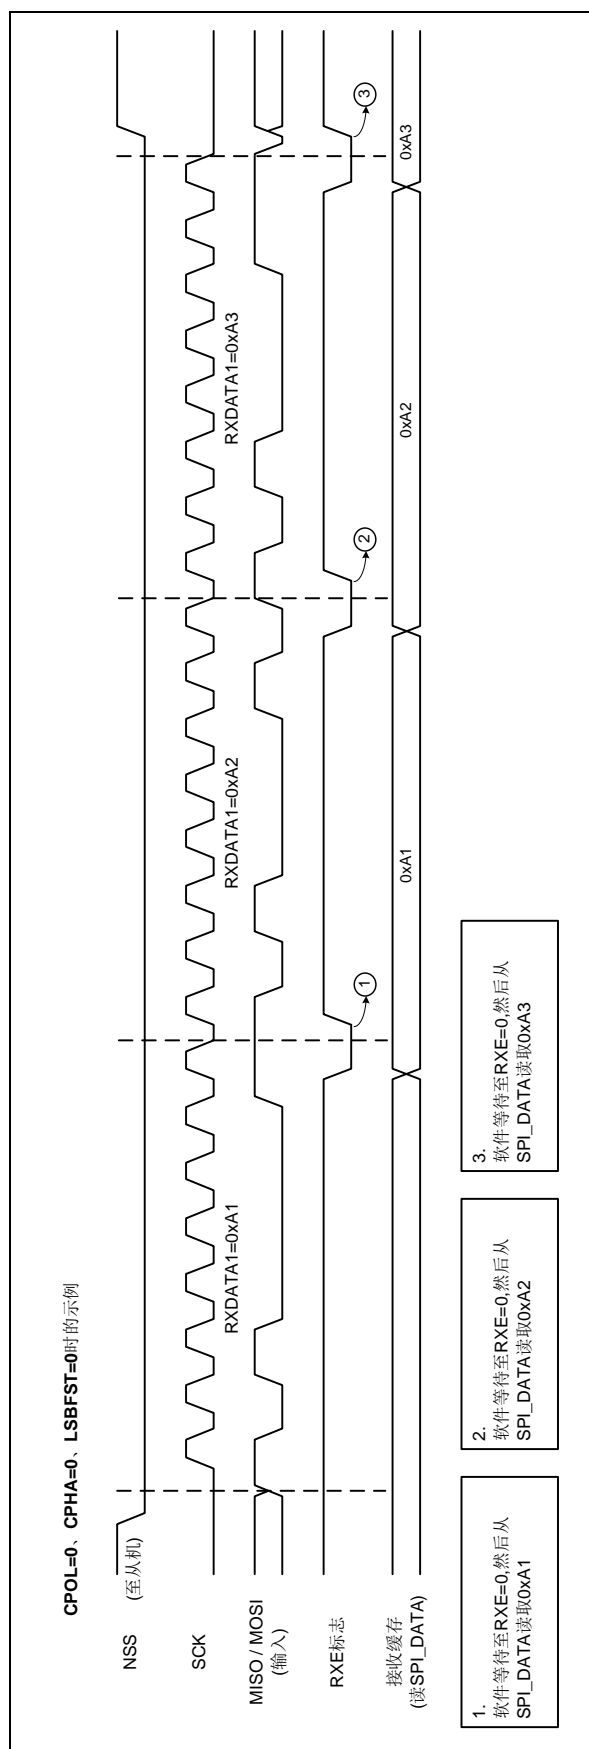 CPOL=0、CPHA=0、LSBFST=0时的示例
NSS
(至从机)
SCK
RXDATA1=0xA1
RXDATA1=0xA2
RXDATA1=0xA3
MISO / MOSI
(输入)
RXE标志
1
2
3
接收缓存
(读SPI_DATA)
0xA1
0xA2
0xA3
1.
软件等待至RXE=0,然后从
SPI_DATA读取0xA1
2.
软件等待至RXE=0,然后从
SPI_DATA读取0xA2
3.
软件等待至RXE=0,然后从
SPI_DATA读取0xA3